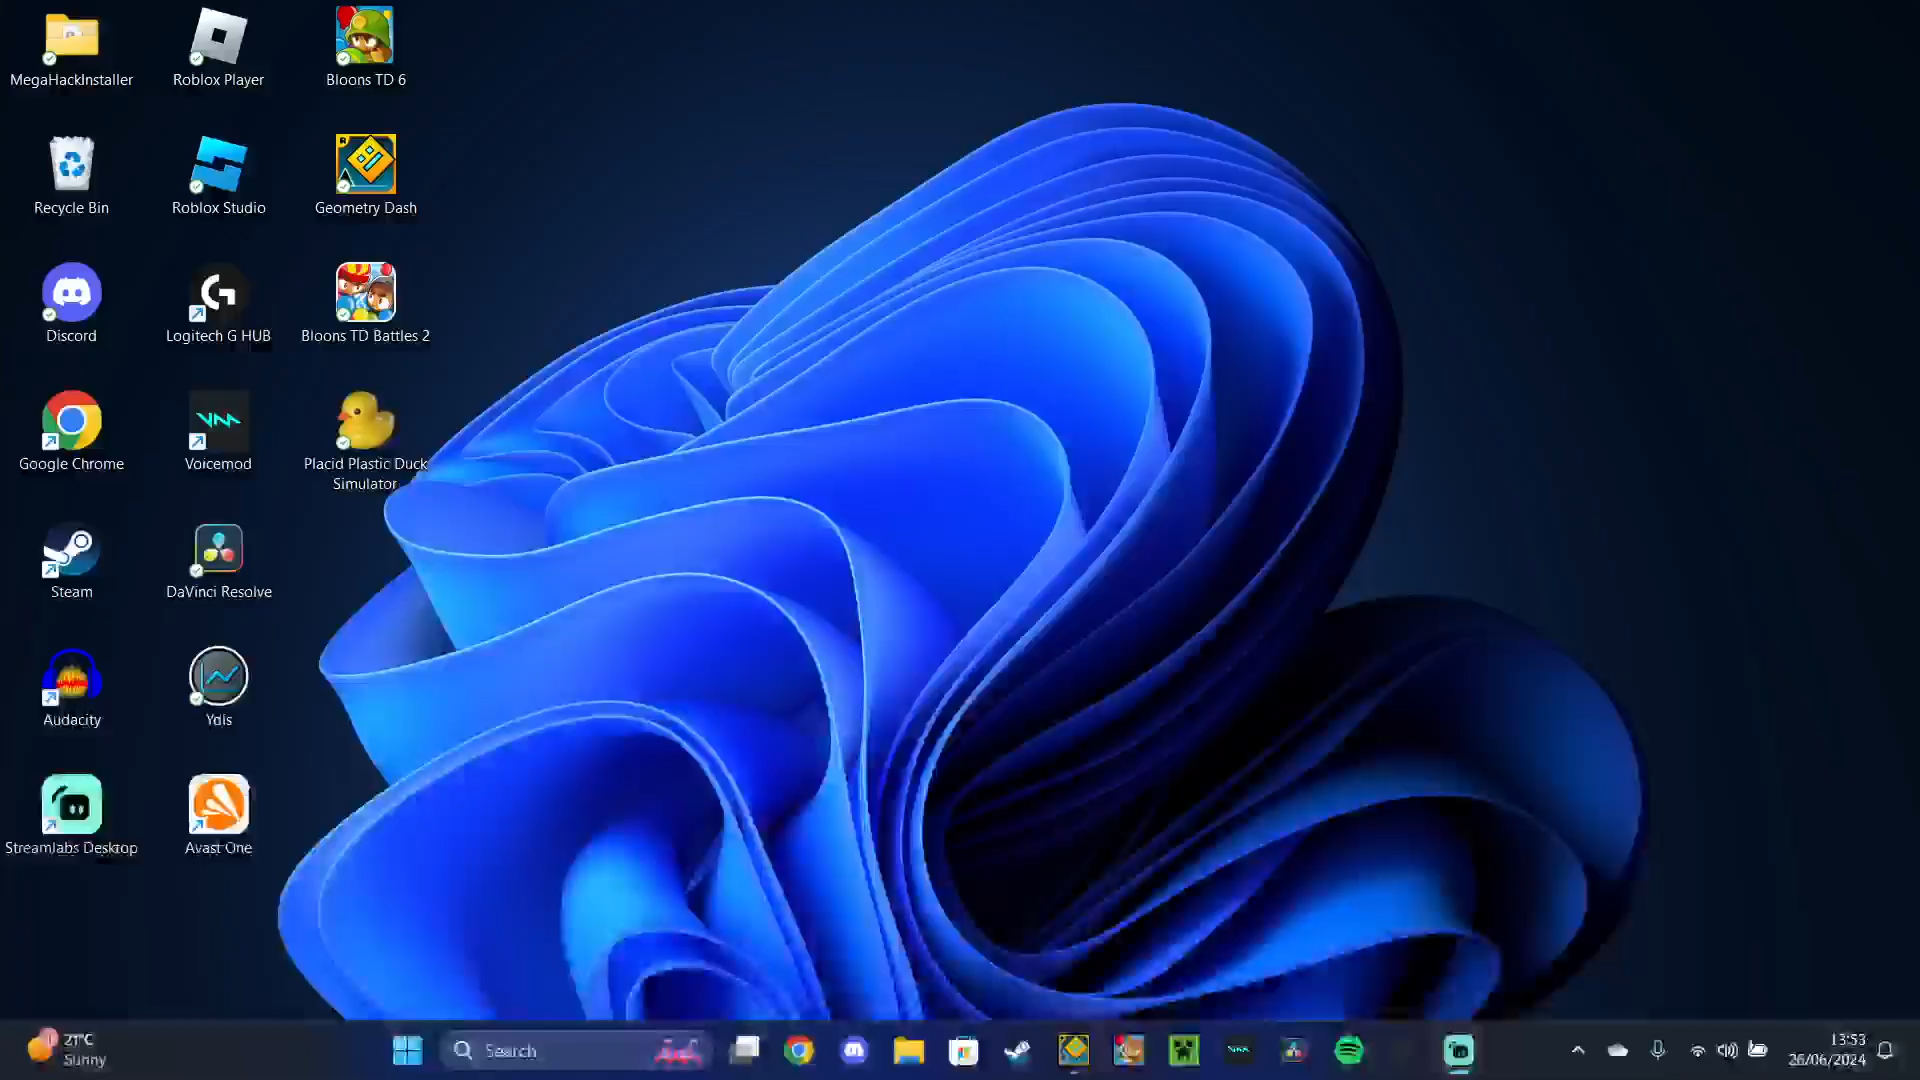 MegaHackInstaller
Roblox Player
Bloons TD 6
Recycle Bin
Roblox Studio
Geometry Dash
Discord
Logitech G HUB
Bloons TD Battles 2
Google Chrome
Voicemod
Placid Plastic Duck
Simulator
Steam
DaVinci Resolve
Audacity
Ydis
Streamlabs Desktop
Avast One
21°C
Sunny
Search
13:53
26/06/2024